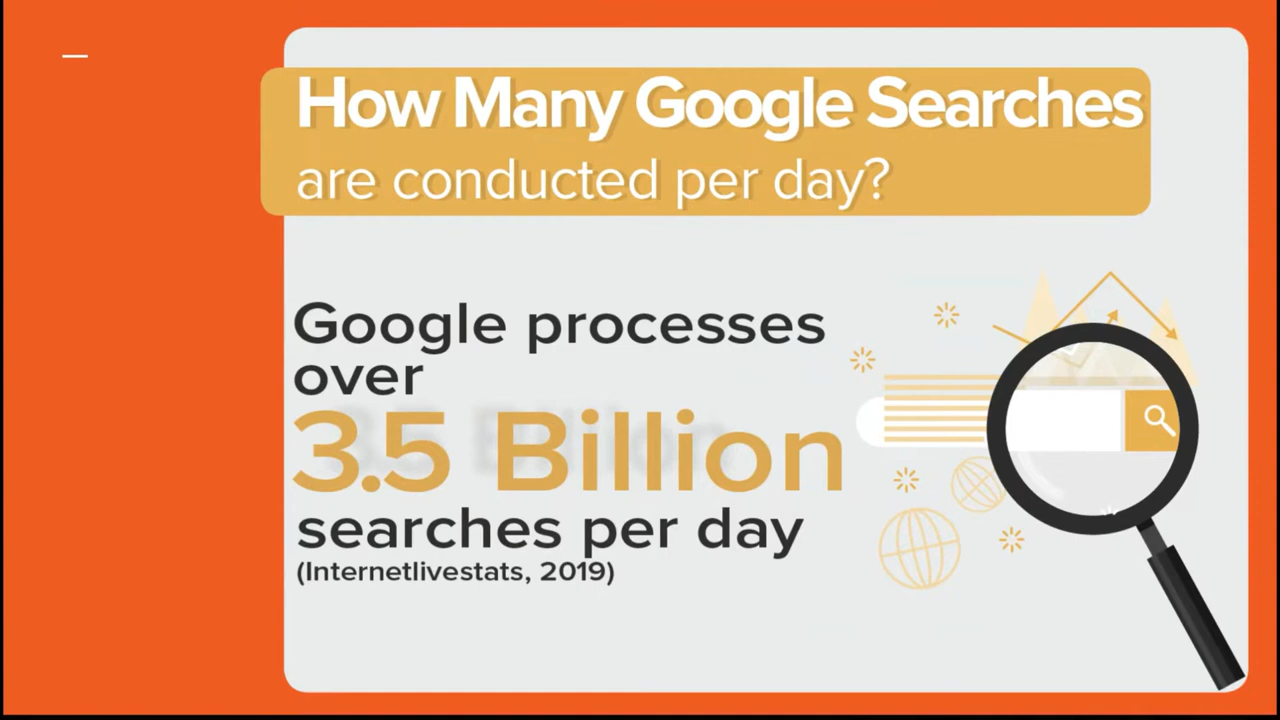 How Many Google Searches
are conducted per day?
Google processes
over
3.5 Billion
searches per day
(Internetlivestats, 2019)